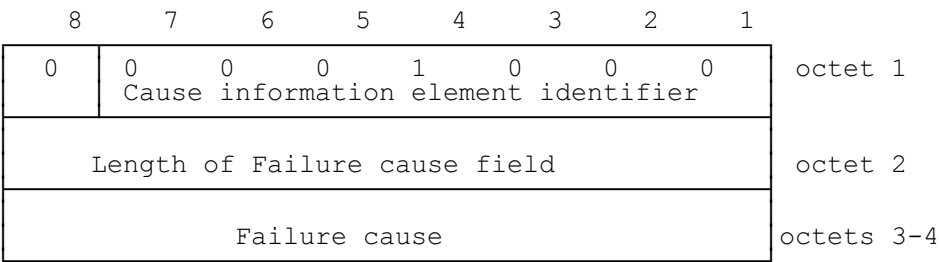 8 7 6 5 4 3 2 1
0 0 0 0 1 0 0 0 octet 1
Cause information element identifier
Length of Failure cause field octet 2
Failure cause octets 3-4